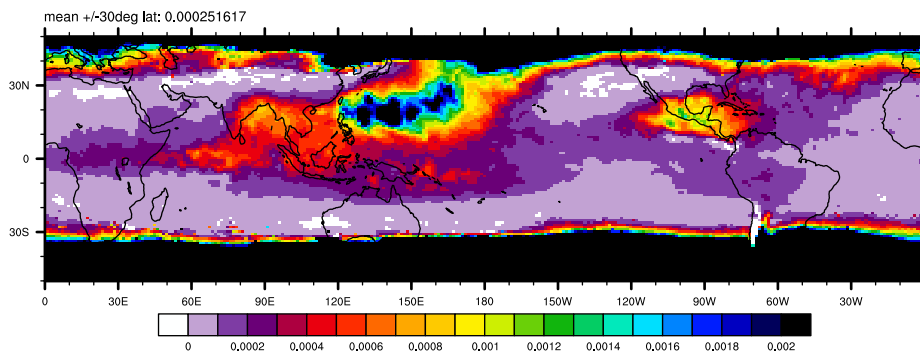 mean +/-30deg lat: 0.000251617
30N
0
30S
0 30E 60E 90E 120E 150E 180 150W 120W 90W 60W 30W
0 0.0002 0.0004 0.0006 0.0008 0.001 0.0012 0.0014 0.0016 0.0018 0.002